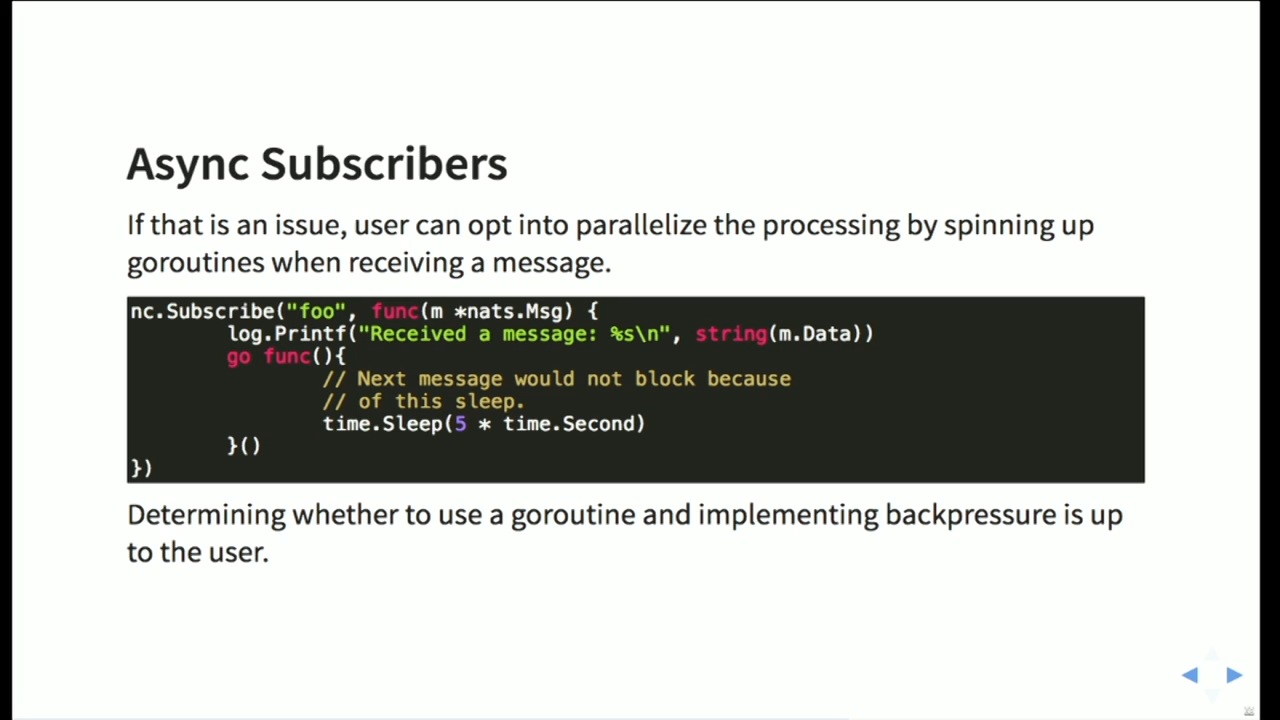 Async Subscribers
If that is an issue, user can opt into parallelize the processing by spinning up
goroutines when receiving a message.
nc.Subscribe("foo", func(m *nats.Msg) {
        log.Printf("Received a message: %s\n", string(m.Data))
        go func(){
                // Next message would not block because
                // of this sleep.
                time.Sleep(5 * time.Second)
        }()
})
Determining whether to use a goroutine and implementing backpressure is up
to the user.